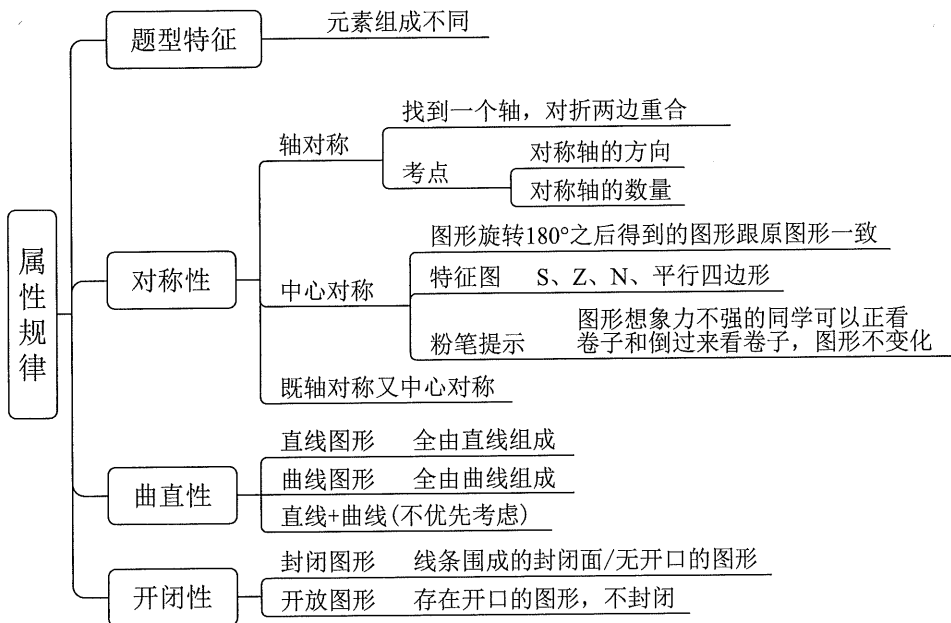 属性规律
题型特征
元素组成不同
对称性
轴对称
找到一个轴，对折两边重合
考点
对称轴的方向
对称轴的数量
中心对称
图形旋转180°之后得到的图形跟原图形一致
特征图 S、Z、N、平行四边形
粉笔提示
图形想象力不强的同学可以正看
卷子和倒过来看卷子，图形不变化
既轴对称又中心对称
曲直性
直线图形 全由直线组成
曲线图形 全由曲线组成
直线+曲线(不优先考虑)
开闭性
封闭图形 线条围成的封闭面/无开口的图形
开放图形 存在开口的图形，不封闭